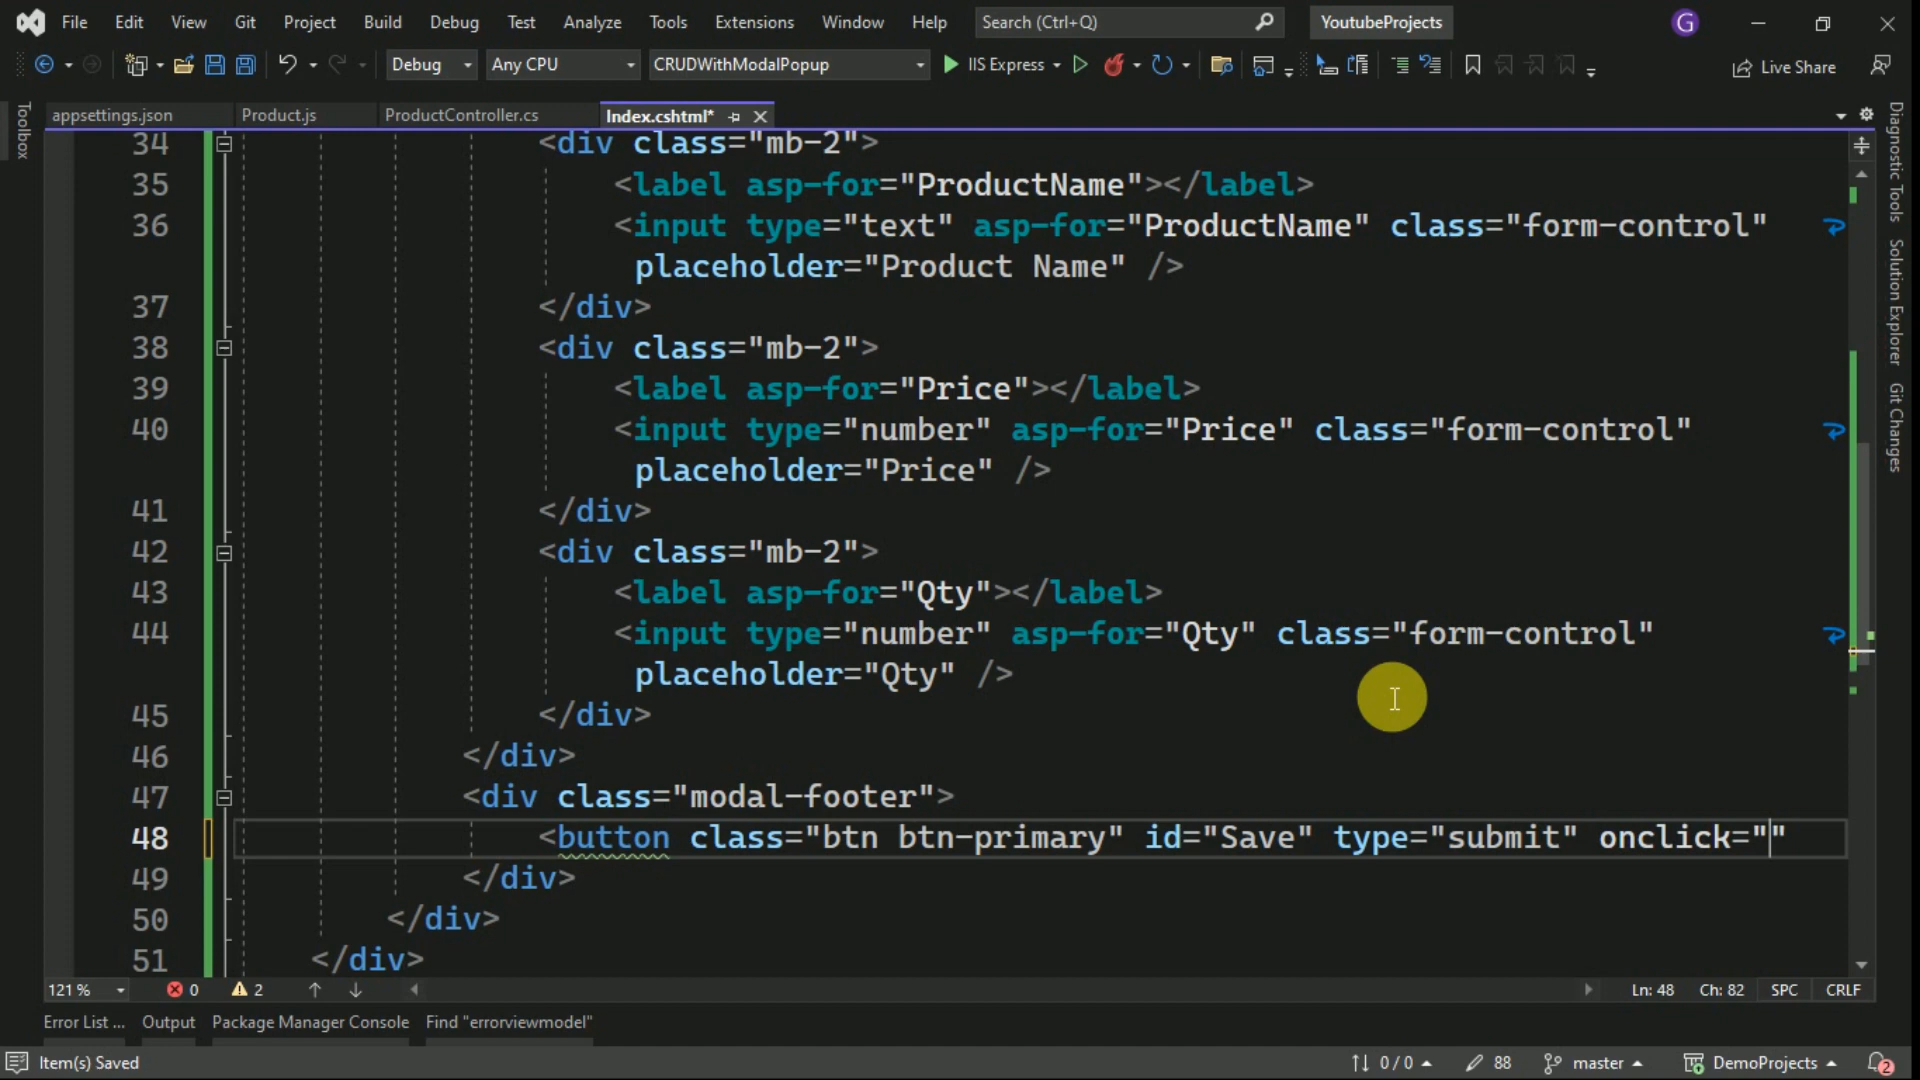 File Edit View Git Project Build Debug Test Analyze Tools Extensions Window Help Search (Ctrl+Q) YoutubeProjects G
Debug Any CPU CRUDWithModalPopup IIS Express Live Share
Toolbox
appsettings.json Product.js ProductController.cs Index.cshtml*
34 <div class="mb-2">
35 <label asp-for="ProductName"></label>
36 <input type="text" asp-for="ProductName" class="form-control"
placeholder="Product Name" />
37 </div>
38 <div class="mb-2">
39 <label asp-for="Price"></label>
40 <input type="number" asp-for="Price" class="form-control"
placeholder="Price" />
41 </div>
42 <div class="mb-2">
43 <label asp-for="Qty"></label>
44 <input type="number" asp-for="Qty" class="form-control"
placeholder="Qty" />
45 </div>
46 </div>
47 <div class="modal-footer">
48 <button class="btn btn-primary" id="Save" type="submit" onclick=""
49 </div>
50 </div>
51 </div>
Diagnostic Tools
Solution Explorer
Git Changes
121 % 0 2 Ln: 48 Ch: 82 SPC CRLF
Error List ... Output Package Manager Console Find "errorviewmodel"
Item(s) Saved 0 / 0 88 master DemoProjects 2